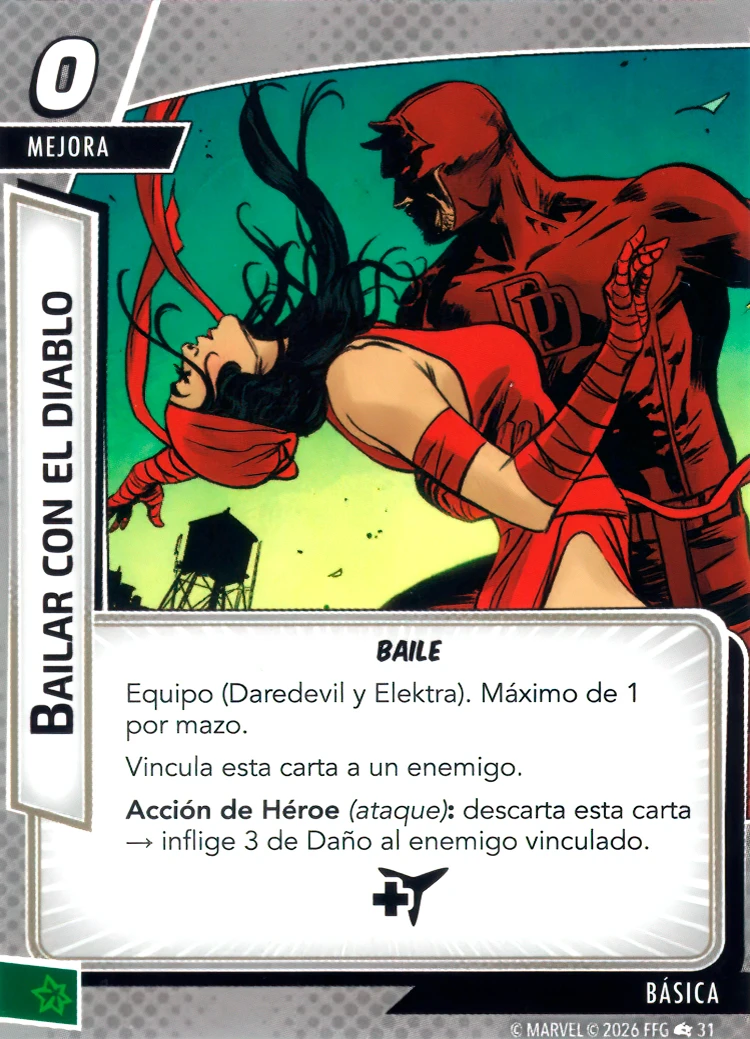 0
MEJORA
BAILAR CON EL DIABLO
DD
BAILE
Equipo (Daredevil y Elektra). Máximo de 1
por mazo.
Vincula esta carta a un enemigo.
Acción de Héroe (ataque): descarta esta carta
→ inflige 3 de Daño al enemigo vinculado.
BÁSICA
© MARVEL © 2026 FFG 31